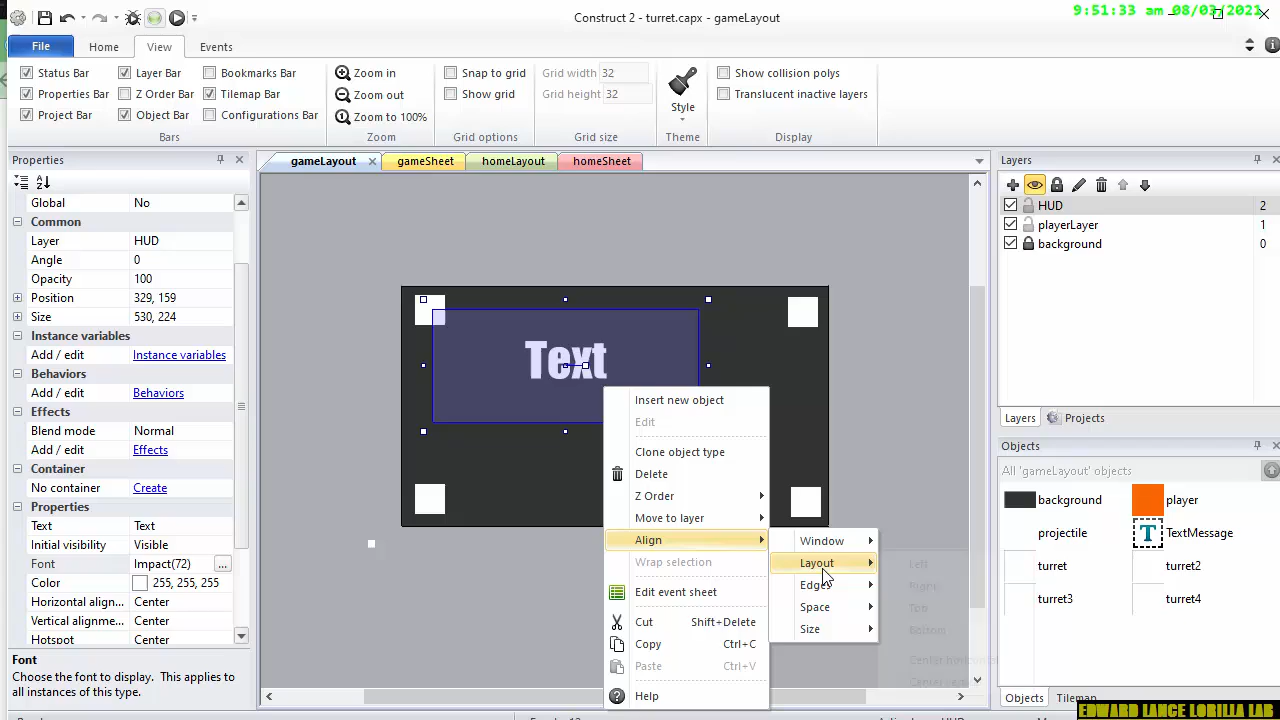 Construct 2 - turret.capx - gameLayout
9:51:33 am 08/03/2021
File Home View Events
Status Bar Layer Bar Bookmarks Bar Zoom in Snap to grid Grid width 32 Show collision polys
Properties Bar Z Order Bar Tilemap Bar Zoom out Show grid Grid height 32 Translucent inactive layers
Project Bar Object Bar Configurations Bar Zoom to 100% Style
Bars Zoom Grid options Grid size Theme Display
Properties
gameLayout gameSheet homeLayout homeSheet
Layers
Global No
Common
Layer HUD
Angle 0
Opacity 100
Position 329, 159
Size 530, 224
Instance variables
Add / edit Instance variables
Behaviors
Add / edit Behaviors
Effects
Blend mode Normal
Add / edit Effects
Container
No container Create
Properties
Text Text
Initial visibility Visible
Font Impact(72) ...
Color 255, 255, 255
Horizontal align... Center
Vertical alignme... Center
Hotspot Center
Font
Choose the font to display. This applies to all instances of this type.
Text
Insert new object
Edit
Clone object type
Delete
Z Order
Move to layer
Align
Wrap selection
Edit event sheet
Cut Shift+Delete
Copy Ctrl+C
Paste Ctrl+V
Help
Window
Layout
Edges
Space
Size
Left
Right
Top
Bottom
HUD 2
playerLayer 1
background 0
Layers Projects
Objects
All 'gameLayout' objects
background player
projectile TextMessage
turret turret2
turret3 turret4
Objects Tilemap
EDWARD LANCE LORILLA LAB